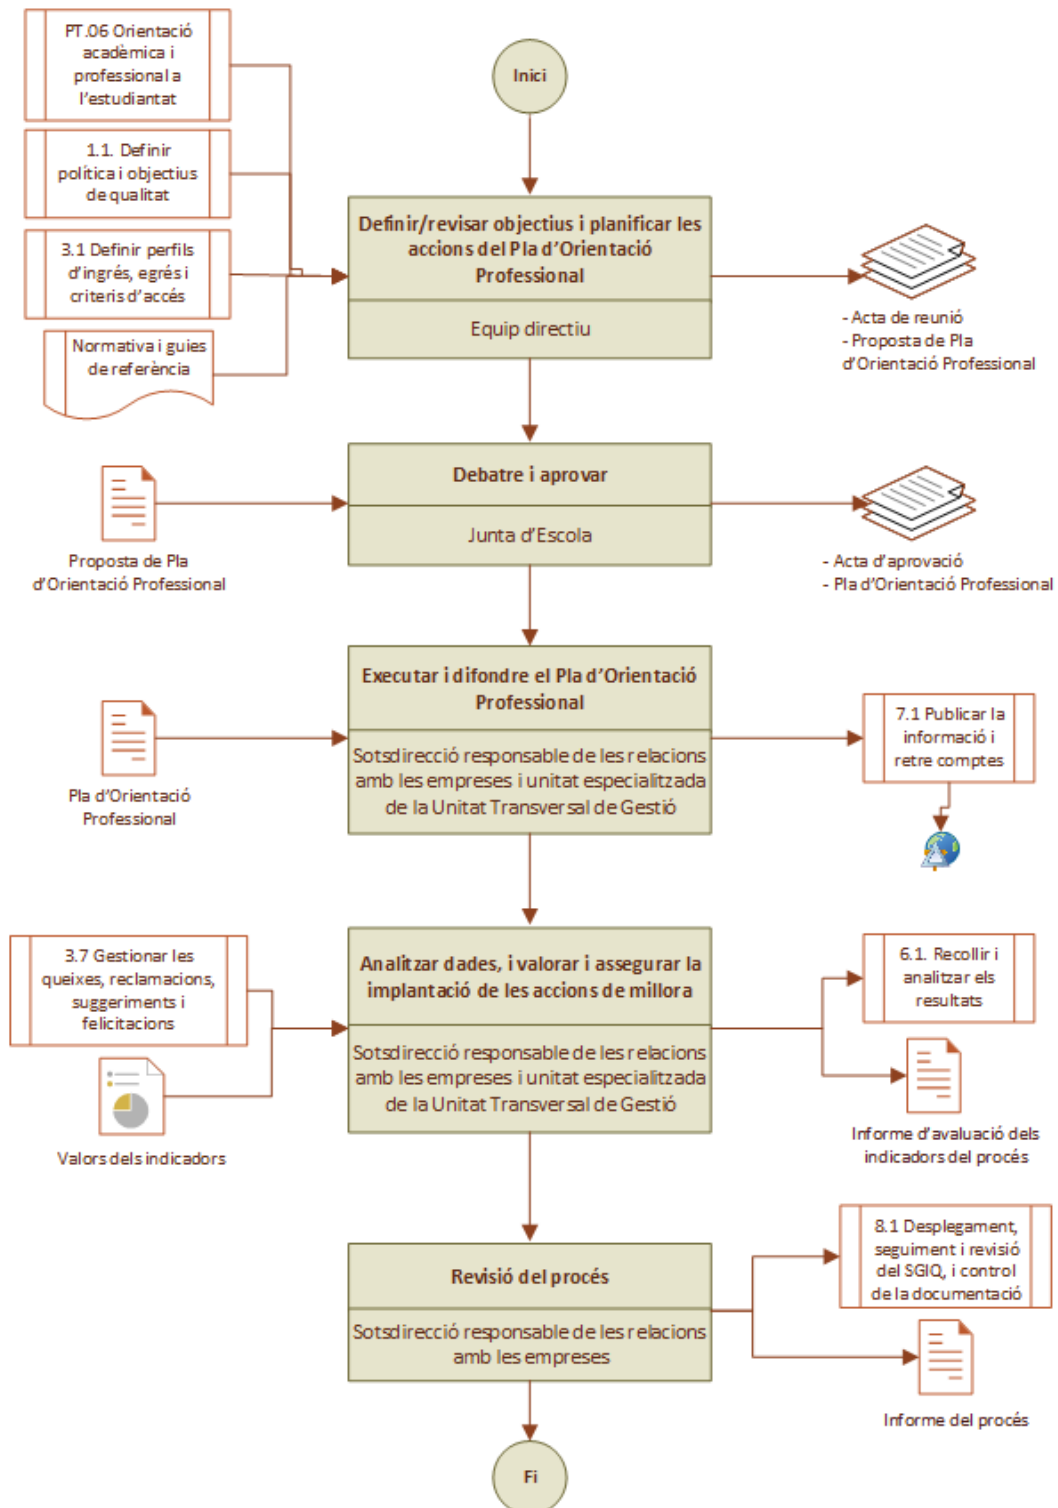 PT.06 Orientació
acadèmica i
professional a
l'estudiantat
Inici
1.1. Definir
política i objectius
de qualitat
3.1 Definir perfils
d'ingrés, egrés i
criteris d'accés
Normativa i guies
de referència
Definir/revisar objectius i planificar les
accions del Pla d'Orientació
Professional
Equip directiu
- Acta de reunió
- Proposta de Pla
d'Orientació Professional
Proposta de Pla
d'Orientació Professional
Debatre i aprovar
Junta d'Escola
- Acta d'aprovació
- Pla d'Orientació Professional
Pla d'Orientació
Professional
Executar i difondre el Pla d'Orientació
Professional
Sotsdirecció responsable de les relacions
amb les empreses i unitat especialitzada
de la Unitat Transversal de Gestió
7.1 Publicar la
informació i
retre comptes
3.7 Gestionar les
queixes, reclamacions,
suggeriments i
felicitacions
Valors dels indicadors
Analitzar dades, i valorar i assegurar la
implantació de les accions de millora
Sotsdirecció responsable de les relacions
amb les empreses i unitat especialitzada
de la Unitat Transversal de Gestió
6.1. Recollir i
analitzar els
resultats
Informe d'avaluació dels
indicadors del procés
Revisió del procés
Sotsdirecció responsable de les relacions
amb les empreses
8.1 Desplegament,
seguiment i revisió
del SGIQ, i control
de la documentació
Informe del procés
Fi